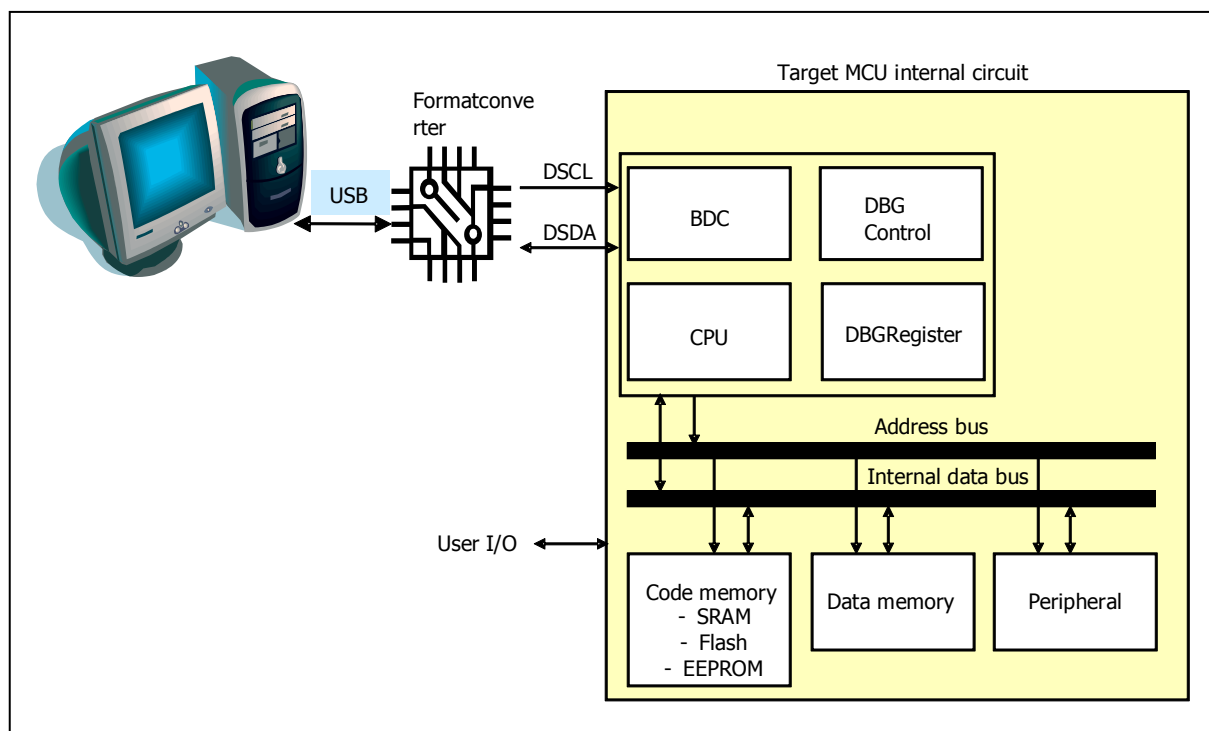 Target MCU internal circuit
Formatconve
rter
USB
DSCL
DSDA
BDC
DBG
Control
CPU
DBGRegister
Address bus
Internal data bus
User I/O
Code memory
- SRAM
- Flash
- EEPROM
Data memory
Peripheral